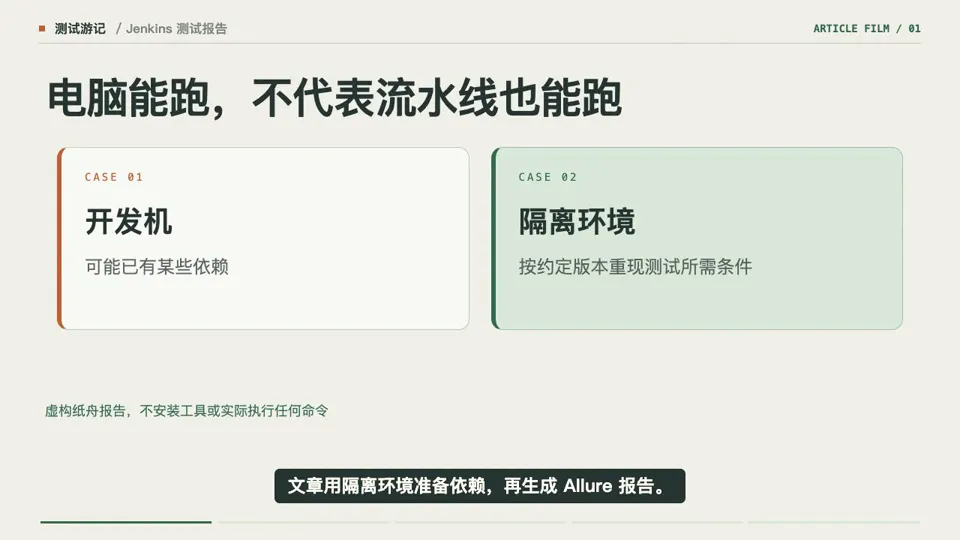 测试游记 / Jenkins 测试报告
ARTICLE FILM / 01
电脑能跑，不代表流水线也能跑
CASE 01
开发机
可能已有某些依赖
CASE 02
隔离环境
按约定版本重现测试所需条件
虚构纸舟报告，不安装工具或实际执行任何命令
文章用隔离环境准备依赖，再生成 Allure 报告。